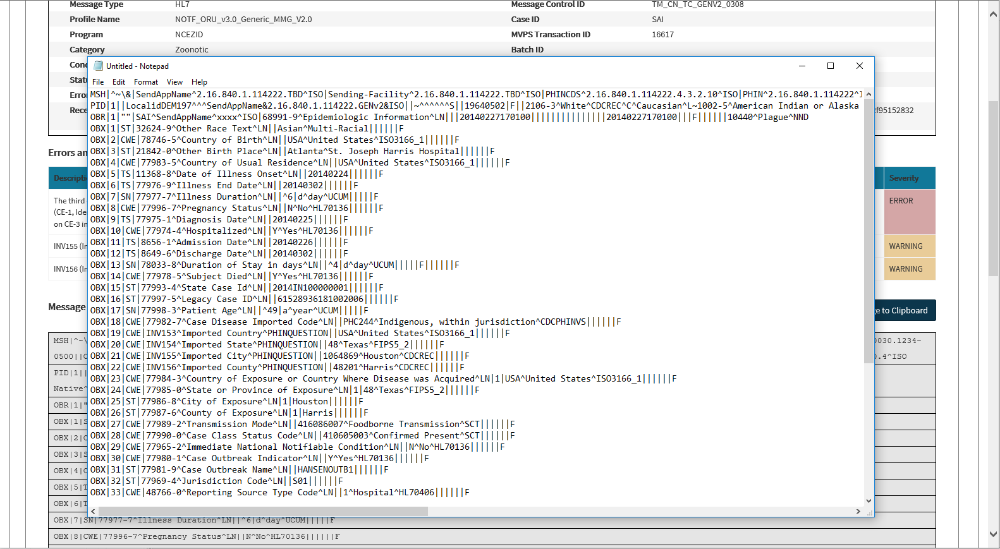 Message Type HL7 Message Control ID TM_CN_TC_GENV2_0308
Profile Name NOTF_ORU_v3.0_Generic_MMG_V2.0 Case ID SAI
Program NCEZID MVPS Transaction ID 16617
Category Zoonotic Batch ID
Untitled - Notepad
File Edit Format View Help
MSH|^~\&|SendAppName^2.16.840.1.114222.TBD^ISO|Sending-Facility^2.16.840.1.114222.TBD^ISO|PHINCDS^2.16.840.1.114222.4.3.2.10^ISO|PHIN^2.16.840.1.114222^
PID|1||LocalidDEM197^^^SendAppName&2.16.840.1.114222.GENv2&ISO||~^^^^^^S||19640502|F||2106-3^White^CDCREC^C^Caucasian^L~1002-5^American Indian or Alaska
OBR|1|""|SAI^SendAppName^xxxx^ISO|68991-9^Epidemiologic Information^LN|||20140227170100|||||||||||||||20140227170100|||F||||||10440^Plague^NND
OBX|1|ST|32624-9^Other Race Text^LN||Asian^Multi-Racial||||||F
OBX|2|CWE|78746-5^Country of Birth^LN||USA^United States^ISO3166_1||||||F
OBX|3|ST|21842-0^Other Birth Place^LN||Atlanta^St. Joseph Harris Hospital||||||F
OBX|4|CWE|77983-5^Country of Usual Residence^LN||USA^United States^ISO3166_1||||||F
OBX|5|TS|11368-8^Date of Illness Onset^LN||20140224||||||F
OBX|6|TS|77976-9^Illness End Date^LN||20140302||||||F
OBX|7|SN|77977-7^Illness Duration^LN||^6|d^day^UCUM|||||F
OBX|8|CWE|77996-7^Pregnancy Status^LN||N^No^HL70136||||||F
OBX|9|TS|77975-1^Diagnosis Date^LN||20140225||||||F
OBX|10|CWE|77974-4^Hospitalized^LN||Y^Yes^HL70136||||||F
OBX|11|TS|8656-1^Admission Date^LN||20140226||||||F
OBX|12|TS|8649-6^Discharge Date^LN||20140302||||||F
OBX|13|SN|78033-8^Duration of Stay in days^LN||^4|d^day^UCUM|||||F||||||F
OBX|14|CWE|77978-5^Subject Died^LN||Y^Yes^HL70136||||||F
OBX|15|ST|77993-4^State Case Id^LN||2014IN100000001||||||F
OBX|16|ST|77997-5^Legacy Case ID^LN||61528936181002006||||||F
OBX|17|SN|77998-3^Patient Age^LN||^49|a^year^UCUM|||||F
OBX|18|CWE|77982-7^Case Disease Imported Code^LN||PHC244^Indigenous, within jurisdiction^CDCPHINVS||||||F
OBX|19|CWE|INV153^Imported Country^PHINQUESTION||USA^United States^ISO3166_1||||||F
OBX|20|CWE|INV154^Imported State^PHINQUESTION||48^Texas^FIPS5_2||||||F
OBX|21|CWE|INV155^Imported City^PHINQUESTION||1064869^Houston^CDCREC||||||F
OBX|22|CWE|INV156^Imported County^PHINQUESTION||48201^Harris^CDCREC||||||F
OBX|23|CWE|77984-3^Country of Exposure or Country Where Disease was Acquired^LN|1|USA^United States^ISO3166_1||||||F
OBX|24|CWE|77985-0^State or Province of Exposure^LN|1|48^Texas^FIPS5_2||||||F
OBX|25|ST|77986-8^City of Exposure^LN|1|Houston||||||F
OBX|26|ST|77987-6^County of Exposure^LN|1|Harris||||||F
OBX|27|CWE|77989-2^Transmission Mode^LN||416086007^Foodborne Transmission^SCT||||||F
OBX|28|CWE|77990-0^Case Class Status Code^LN||410605003^Confirmed Present^SCT||||||F
OBX|29|CWE|77965-2^Immediate National Notifiable Condition^LN||N^No^HL70136||||||F
OBX|30|CWE|77980-1^Case Outbreak Indicator^LN||Y^Yes^HL70136||||||F
OBX|31|ST|77981-9^Case Outbreak Name^LN||HANSENOUTB1||||||F
OBX|32|ST|77969-4^Jurisdiction Code^LN||S01||||||F
OBX|33|CWE|48766-0^Reporting Source Type Code^LN||1^Hospital^HL70406||||||F
2f95152832
Errors an
Descripti Severity
The third ERROR
(CE-1, Ide
on CE-3 in
INV155 (In WARNING
INV156 (In WARNING
Message e to Clipboard
MSH|^~\ 0030.1234-
0500||O 0.4^ISO
PID|1||
Native^
OBR|1|"
OBX|1|S
OBX|2|C
OBX|3|S
OBX|4|C
OBX|5|T
OBX|6|T
OBX|7|SN|77977-7^Illness Duration^LN||^6|d^day^UCUM|||||F
OBX|8|CWE|77996-7^Pregnancy Status^LN||N^No^HL70136||||||F